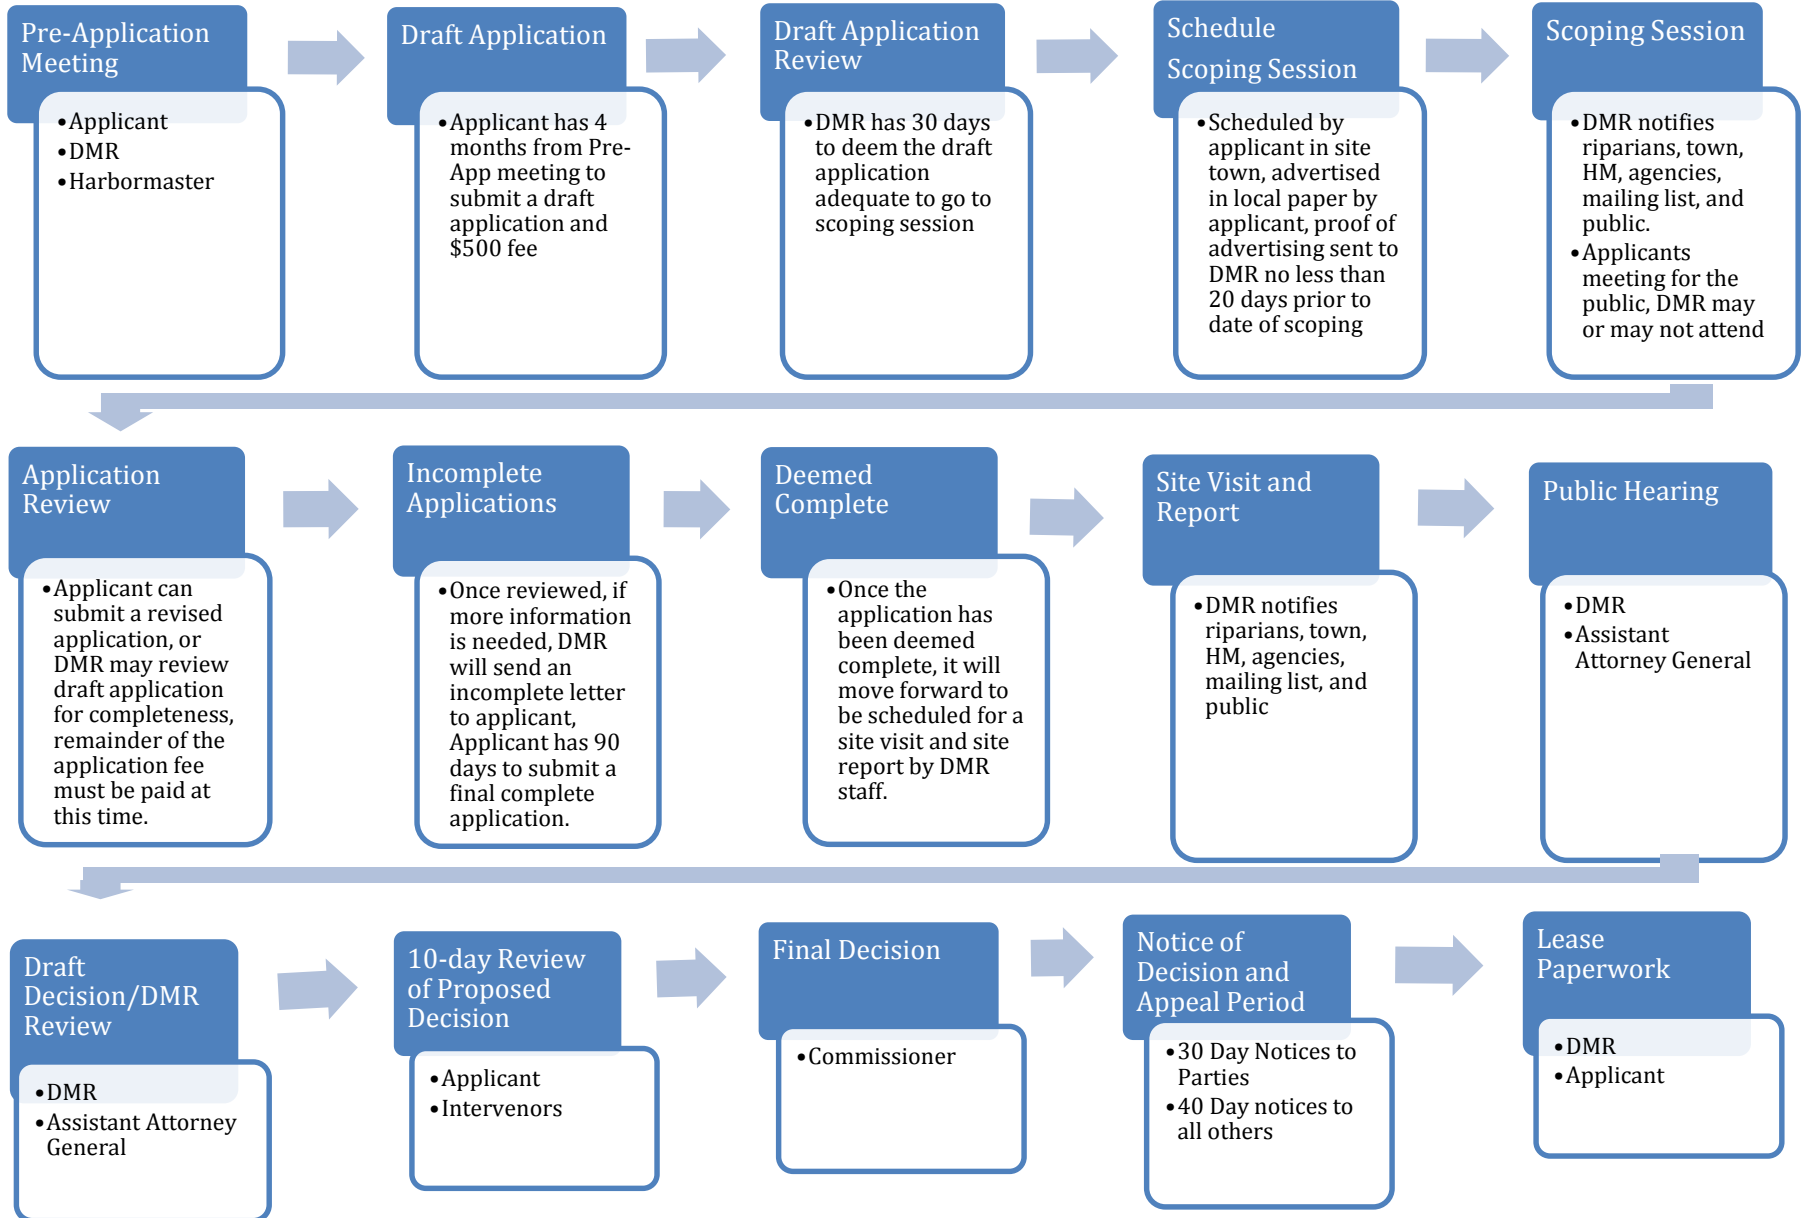 Pre-Application
Meeting
•Applicant
•DMR
•Harbormaster
Draft Application
•Applicant has 4
months from Pre-
App meeting to
submit a draft
application and
$500 fee
Draft Application
Review
•DMR has 30 days
to deem the draft
application
adequate to go to
scoping session
Schedule
Scoping Session
•Scheduled by
applicant in site
town, advertised
in local paper by
applicant, proof of
advertising sent to
DMR no less than
20 days prior to
date of scoping
Scoping Session
•DMR notifies
riparians, town,
HM, agencies,
mailing list, and
public.
•Applicants
meeting for the
public, DMR may
or may not attend
Application
Review
•Applicant can
submit a revised
application, or
DMR may review
draft application
for completeness,
remainder of the
application fee
must be paid at
this time.
Incomplete
Applications
•Once reviewed, if
more information
is needed, DMR
will send an
incomplete letter
to applicant,
Applicant has 90
days to submit a
final complete
application.
Deemed
Complete
•Once the
application has
been deemed
complete, it will
move forward to
be scheduled for a
site visit and site
report by DMR
staff.
Site Visit and
Report
•DMR notifies
riparians, town,
HM, agencies,
mailing list, and
public
Public Hearing
•DMR
•Assistant
Attorney General
Draft
Decision/DMR
Review
•DMR
•Assistant Attorney
General
10-day Review
of Proposed
Decision
•Applicant
•Intervenors
Final Decision
•Commissioner
Notice of
Decision and
Appeal Period
•30 Day Notices to
Parties
•40 Day notices to
all others
Lease
Paperwork
•DMR
•Applicant